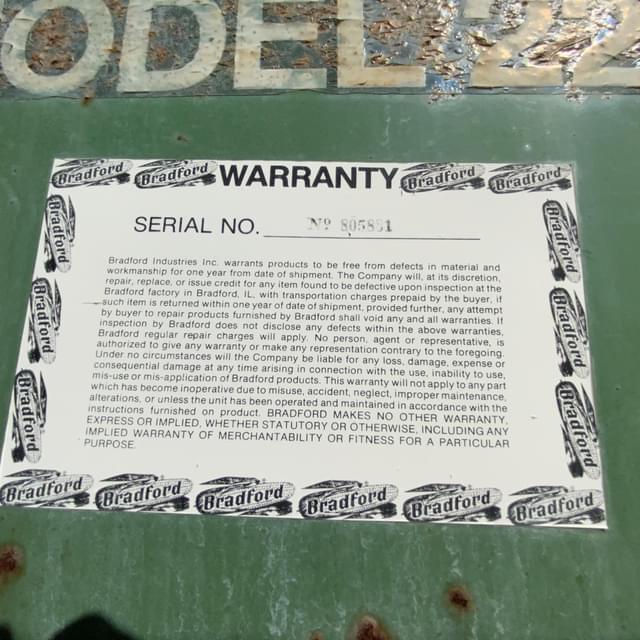 ODEL 22
Bradford Bradford WARRANTY Bradford Bradford
SERIAL NO. Nº 805831
Bradford Industries Inc. warrants products to be free from defects in material and
workmanship for one year from date of shipment. The Company will, at its discretion,
repair, replace, or issue credit for any item found to be defective upon inspection at the
Bradford factory in Bradford, IL, with transportation charges prepaid by the buyer, if
such item is returned within one year of date of shipment, provided further, any attempt
by buyer to repair products furnished by Bradford shall void any and all warranties. If
inspection by Bradford does not disclose any defects within the above warranties,
Bradford regular repair charges will apply. No person, agent or representative, is
authorized to give any warranty or make any representation contrary to the foregoing.
Under no circumstances will the Company be liable for any loss, damage, expense or
consequential damage at any time arising in connection with the use, inability to use,
mis-use or mis-application of Bradford products. This warranty will not apply to any part
which has become inoperative due to misuse, accident, neglect, improper maintenance,
alterations, or unless the unit has been operated and maintained in accordance with the
instructions furnished on product. BRADFORD MAKES NO OTHER WARRANTY,
EXPRESS OR IMPLIED, WHETHER STATUTORY OR OTHERWISE, INCLUDING ANY
IMPLIED WARRANTY OF MERCHANTABILITY OR FITNESS FOR A PARTICULAR
PURPOSE.
Bradford
Bradford
Bradford
Bradford
Bradford
Bradford
Bradford Bradford Bradford Bradford Bradford Bradford